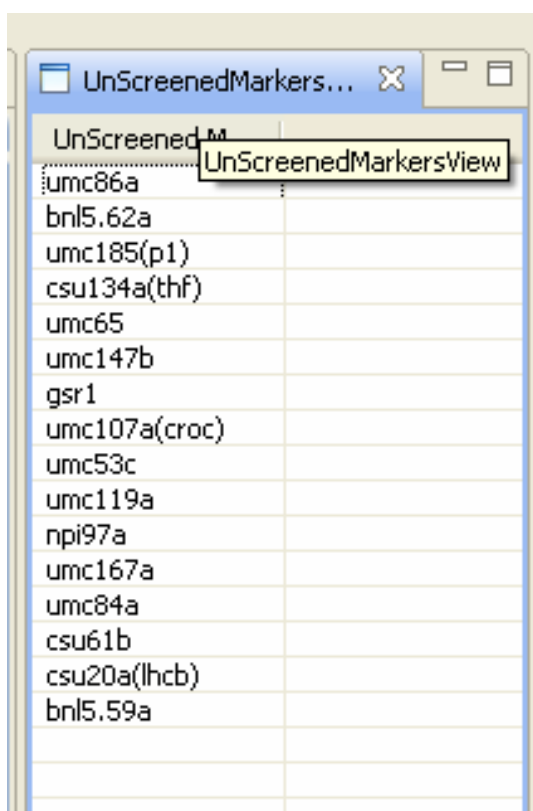 UnScreenedMarkers...
UnScreened M
UnScreenedMarkersView
umc86a
bnl5.62a
umc185(p1)
csu134a(thf)
umc65
umc147b
gsr1
umc107a(croc)
umc53c
umc119a
npi97a
umc167a
umc84a
csu61b
csu20a(lhcb)
bnl5.59a